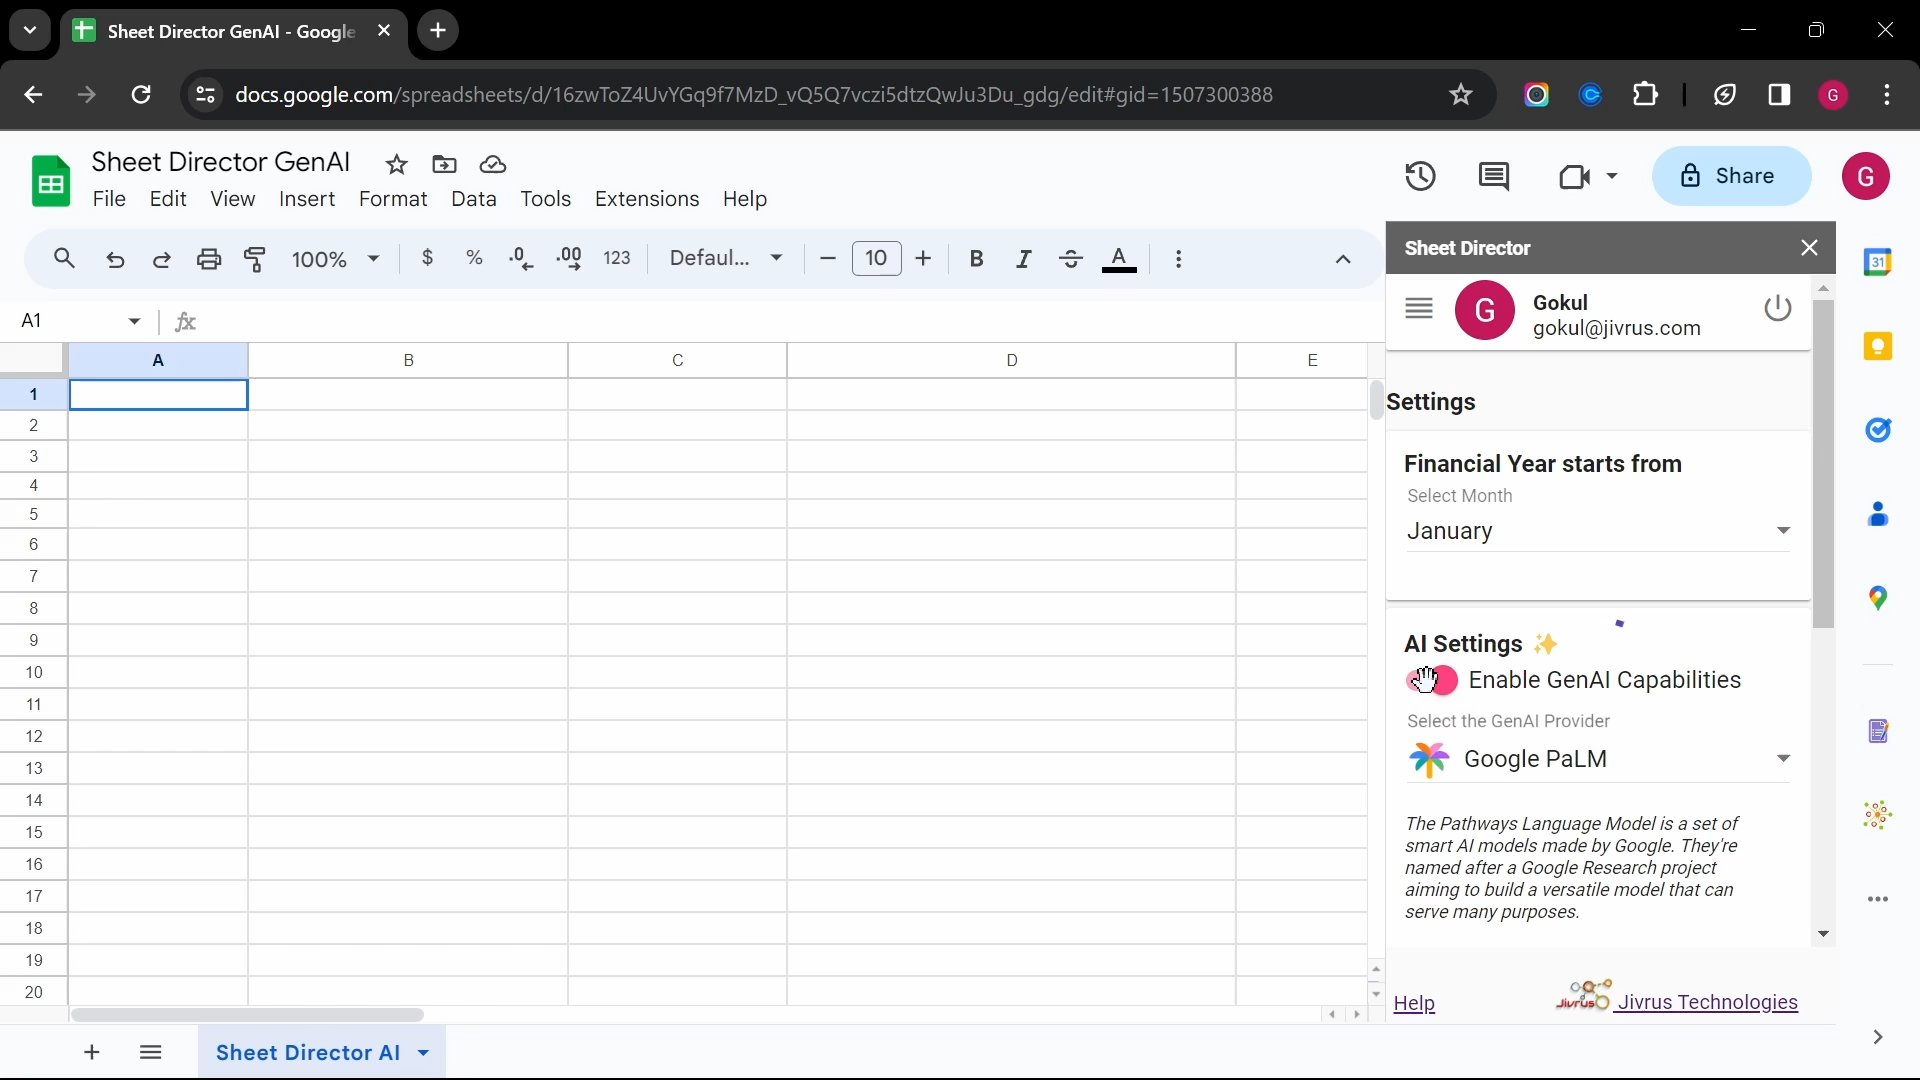 Sheet Director GenAI - Google
docs.google.com/spreadsheets/d/16zwToZ4UvYGq9f7MzD_vQ5Q7vczi5dtzQwJu3Du_gdg/edit#gid=1507300388
G
Sheet Director GenAI
File Edit View Insert Format Data Tools Extensions Help
Share
G
100% $ % .0 .00 123 Defaul... 10 B I S A
A1 fx
A B C D E
1
2
3
4
5
6
7
8
9
10
11
12
13
14
15
16
17
18
19
20
Sheet Director AI
Sheet Director
G
Gokul
gokul@jivrus.com
Settings
Financial Year starts from
Select Month
January
AI Settings
Enable GenAI Capabilities
Select the GenAI Provider
Google PaLM
The Pathways Language Model is a set of
smart AI models made by Google. They're
named after a Google Research project
aiming to build a versatile model that can
serve many purposes.
Help
Jivrus Jivrus Technologies
31